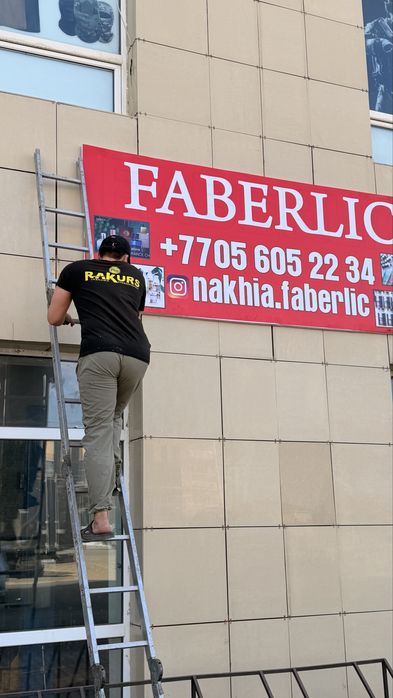 FABERLIC
+7705 605 22 34
nakhia.faberlic
RAKURS